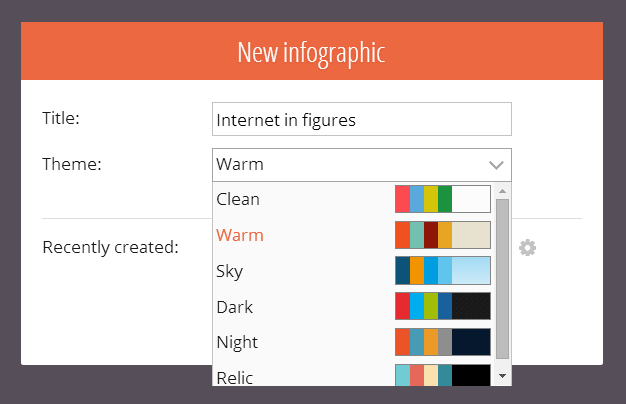 New infographic
Title: Internet in figures
Theme: Warm
Clean
Warm
Recently created:
Sky
Dark
Night
Relic